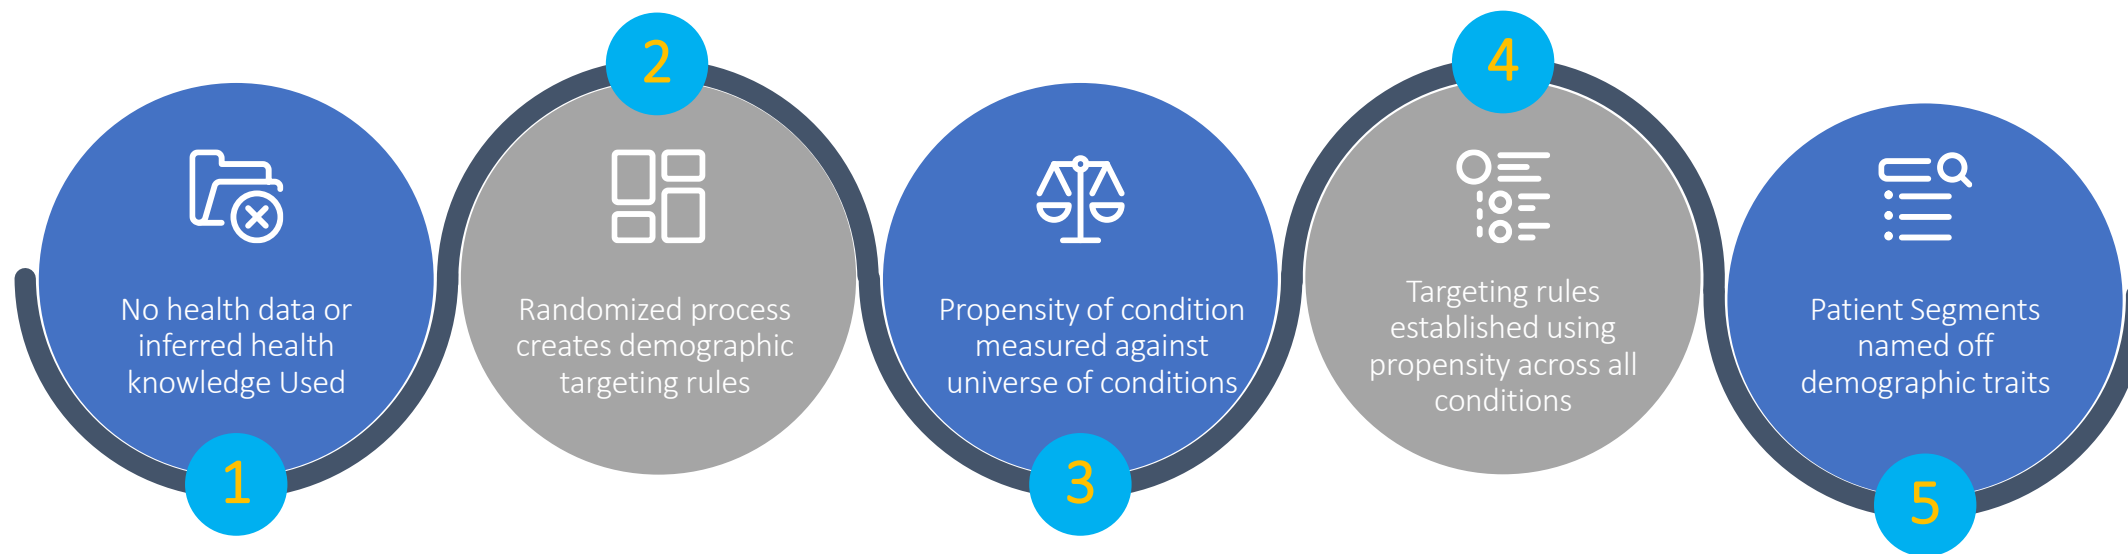 1
No health data or
inferred health
knowledge Used
2
Randomized process
creates demographic
targeting rules
3
Propensity of condition
measured against
universe of conditions
4
Targeting rules
established using
propensity across all
conditions
5
Patient Segments
named off
demographic traits